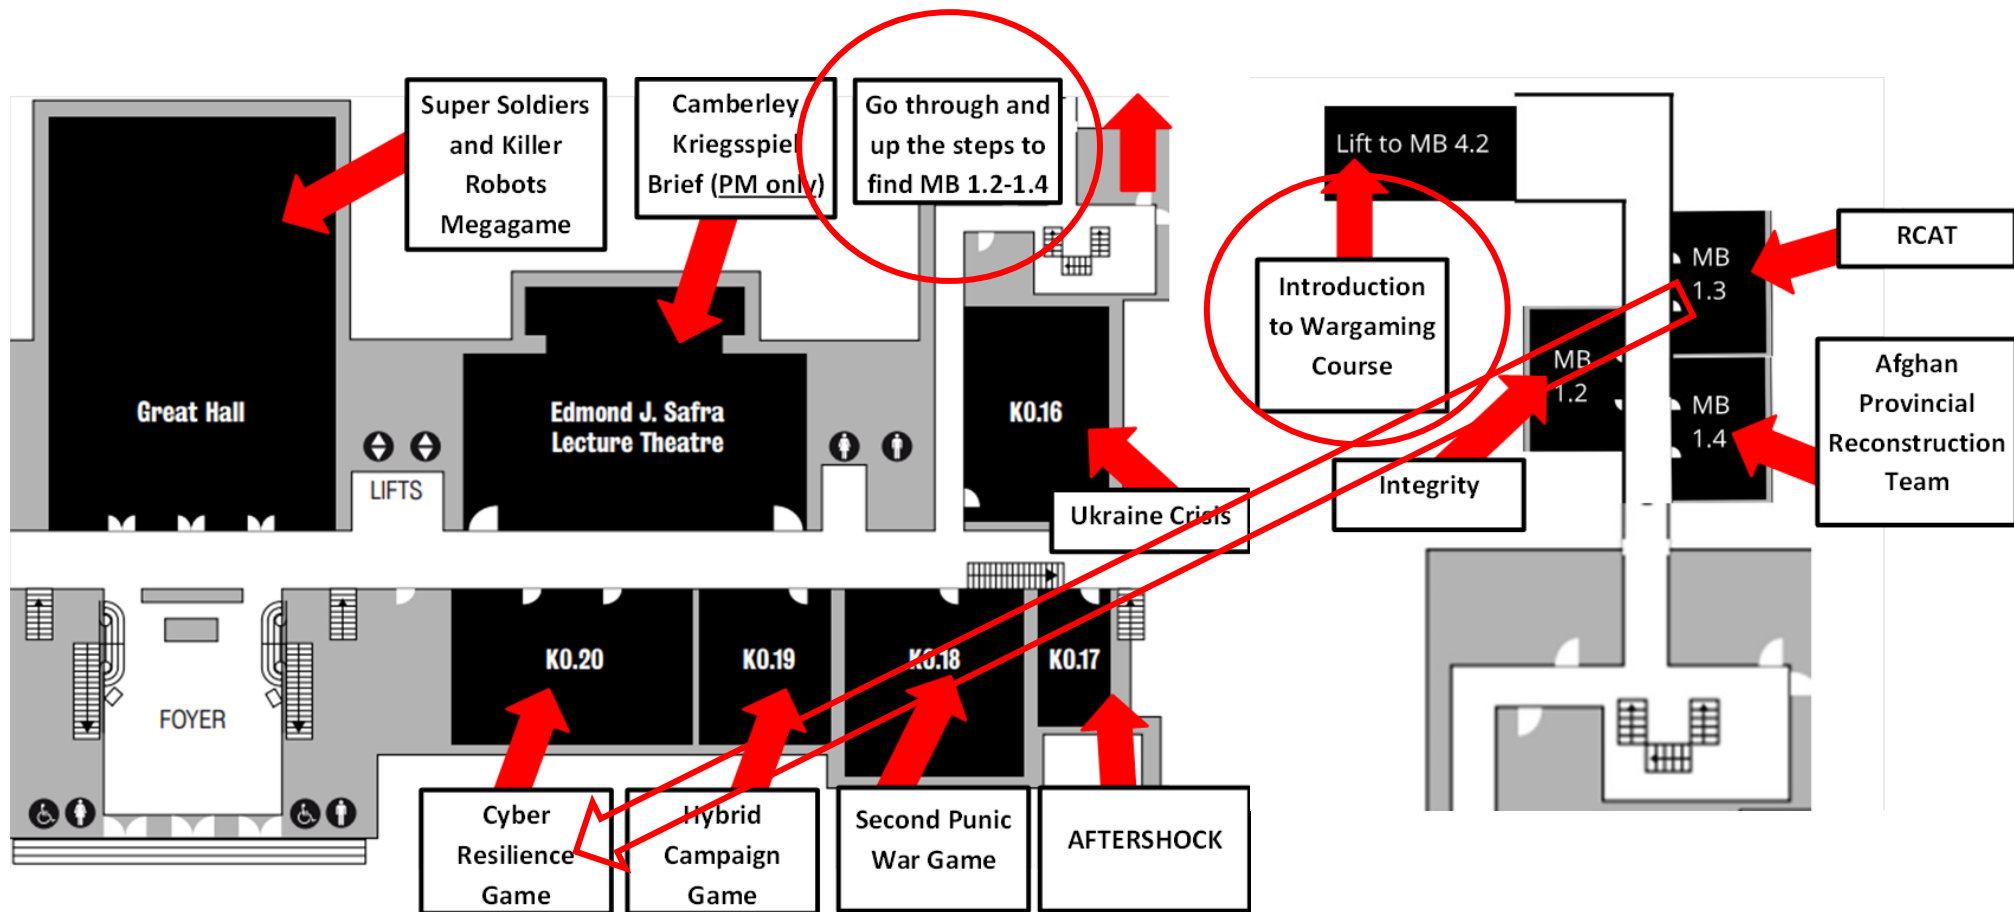 Super Soldiers
and Killer
Robots
Megagame
Camberley
Kriegsspiel
Brief (PM only)
Go through and
up the steps to
find MB 1.2-1.4
Lift to MB 4.2
Introduction
to Wargaming
Course
RCAT
MB
1.3
MB
1.2
MB
1.4
Afghan
Provincial
Reconstruction
Team
Integrity
Great Hall
LIFTS
Edmond J. Safra
Lecture Theatre
K0.16
Ukraine Crisis
K0.20
K0.19
K0.18
K0.17
FOYER
Cyber
Resilience
Game
Hybrid
Campaign
Game
Second Punic
War Game
AFTERSHOCK